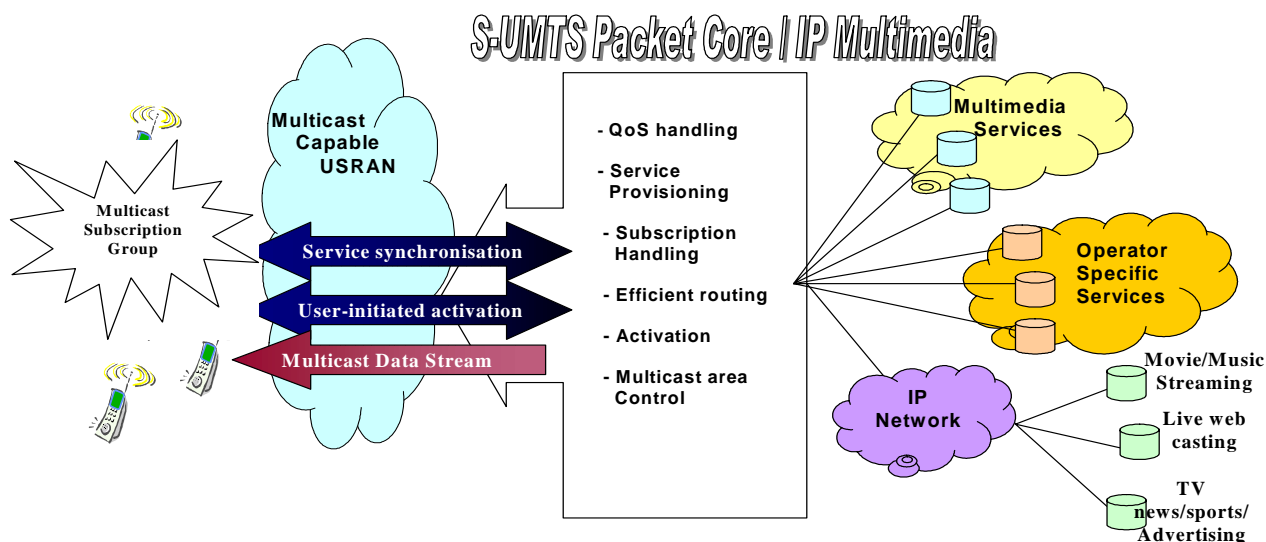 S-UMTS Packet Core | IP Multimedia
Multicast
Capable
USRAN
Multicast
Subscription
Group
Service synchronisation
User-initiated activation
Multicast Data Stream
- QoS handling
- Service
Provisioning
- Subscription
Handling
- Efficient routing
- Activation
- Multicast area
Control
Multimedia
Services
Operator
Specific
Services
IP
Network
Movie/Music
Streaming
Live web
casting
TV
news/sports/
Advertising